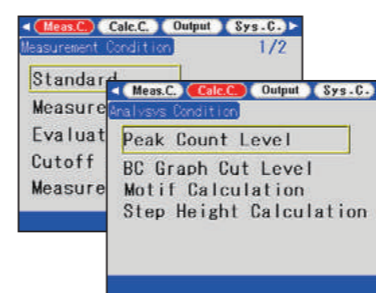 Meas.C. Calc.C. Output Sys.C.
Measurement Condition 1/2
Standard
Measure
Evaluat
Cutoff
Measure
Meas.C. Calc.C. Output Sys.C.
Analysys Condition
Peak Count Level
BC Graph Cut Level
Motif Calculation
Step Height Calculation